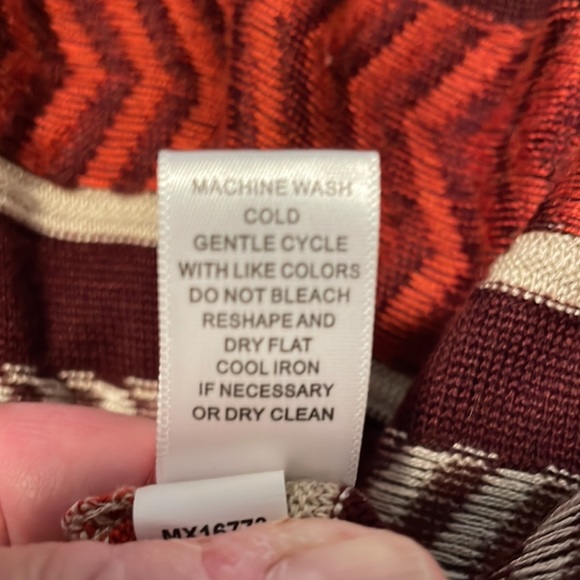 MACHINE WASH
COLD
GENTLE CYCLE
WITH LIKE COLORS
DO NOT BLEACH
RESHAPE AND
DRY FLAT
COOL IRON
IF NECESSARY
OR DRY CLEAN